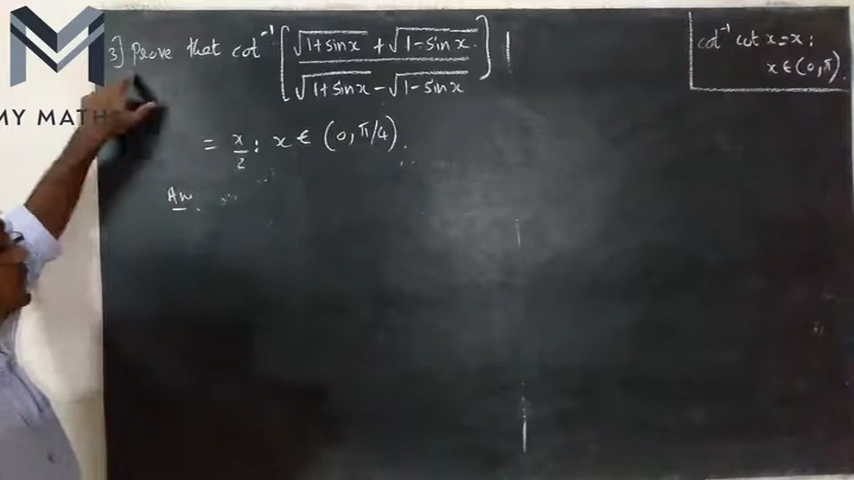 3] Prove that cot⁻¹ [ (√(1+sin x) + √(1-sin x)) / (√(1+sin x) - √(1-sin x)) ]
= x/2 : x ∈ (0, π/4).
An
cot⁻¹ cot x = x :
x ∈ (0, π).
MY MATH